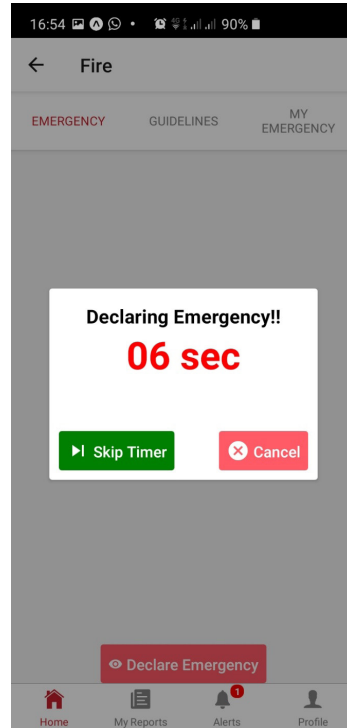 16:54 90%
Fire
EMERGENCY GUIDELINES MY EMERGENCY
Declaring Emergency!!
06 sec
Skip Timer Cancel
Declare Emergency
1
Home My Reports Alerts Profile